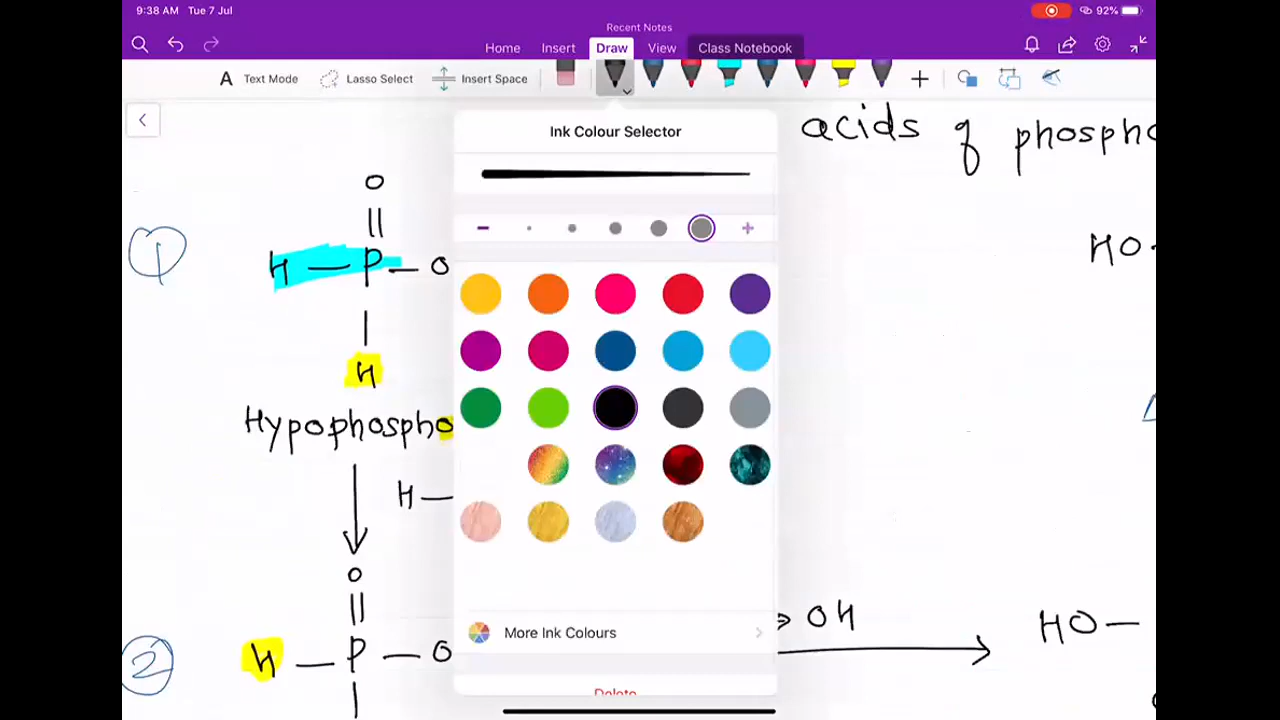 9:38 AM Tue 7 Jul 92%
Recent Notes
Home Insert Draw View Class Notebook
A Text Mode Lasso Select Insert Space
Ink Colour Selector
acids of phospho
①
O
||
H — P — O
|
H
HO-
Hypophospho
H —
②
O
||
H — P — O
|
OH
HO —
More Ink Colours
Delete